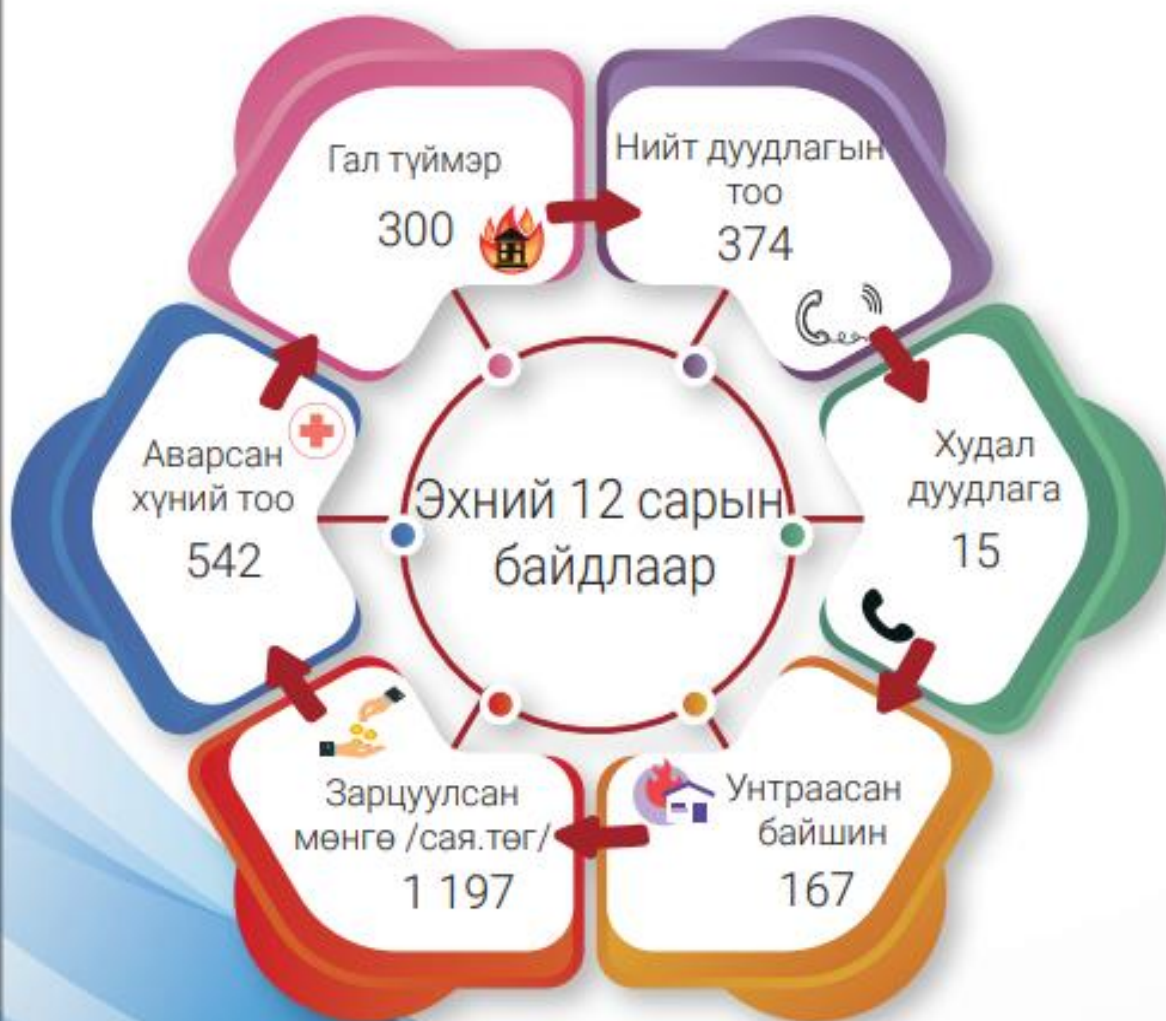 Гал түймэр
300
Нийт дуудлагын
тоо
374
Худал
дуудлага
15
Унтраасан
байшин
167
Зарцуулсан
мөнгө /сая.төг/
1 197
Аварсан
хүний тоо
542
Эхний 12 сарын
байдлаар